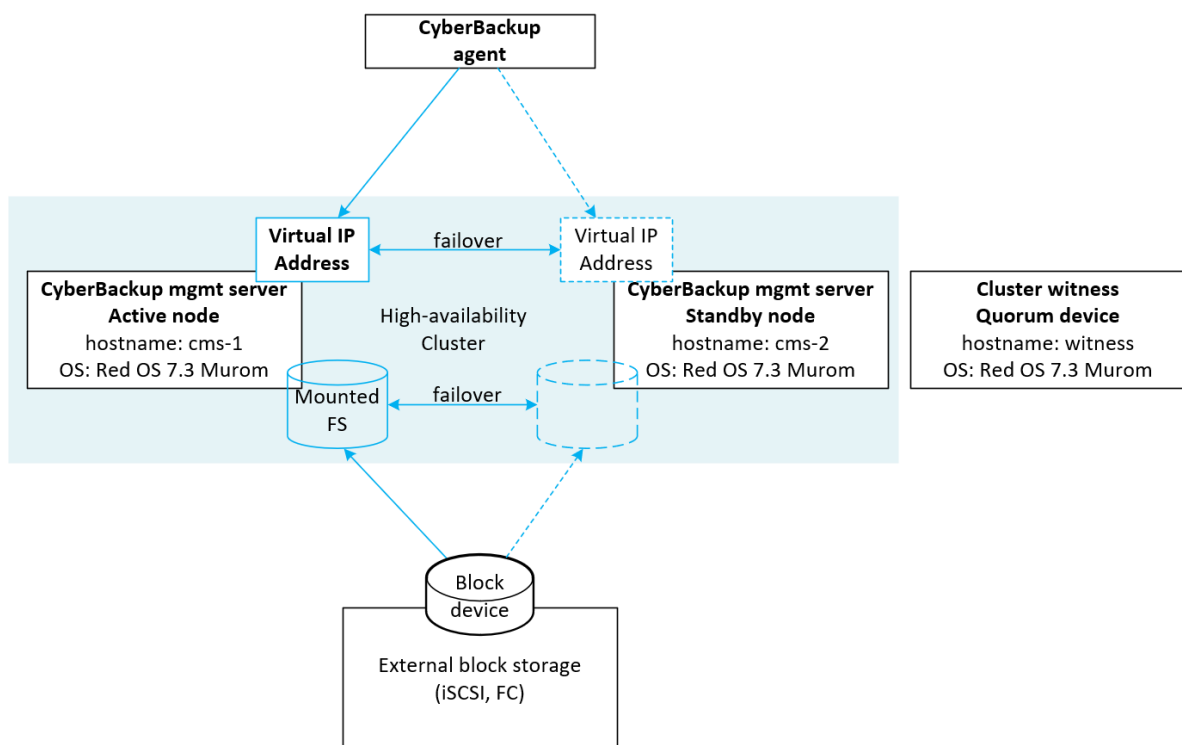 CyberBackup
agent
Virtual IP
Address
failover
Virtual IP
Address
CyberBackup mgmt server
Active node
hostname: cms-1
OS: Red OS 7.3 Murom
High-availability
Cluster
CyberBackup mgmt server
Standby node
hostname: cms-2
OS: Red OS 7.3 Murom
Cluster witness
Quorum device
hostname: witness
OS: Red OS 7.3 Murom
Mounted
FS
failover
Block
device
External block storage
(iSCSI, FC)